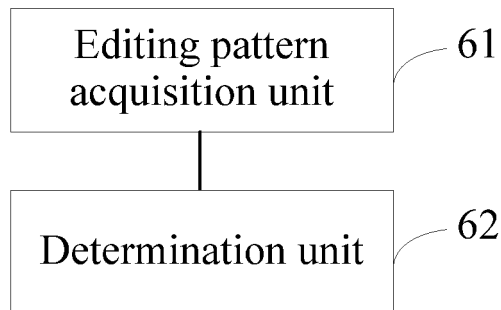 Editing pattern
acquisition unit
61
Determination unit
62